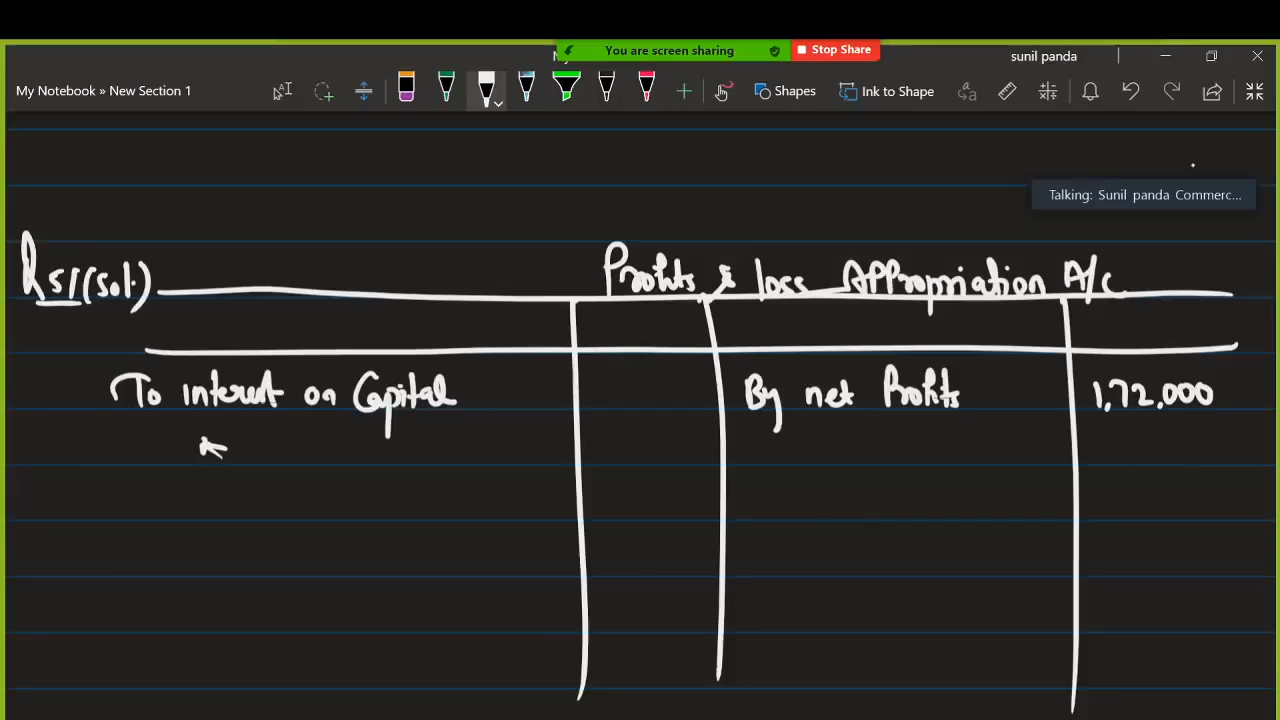 You are screen sharing
Stop Share
sunil panda
My Notebook » New Section 1
Shapes
Ink to Shape
Talking: Sunil panda Commerc...
(Sol.)
Profits & loss Appropriation A/c
To interest on Capital
By net Profits 1,72,000